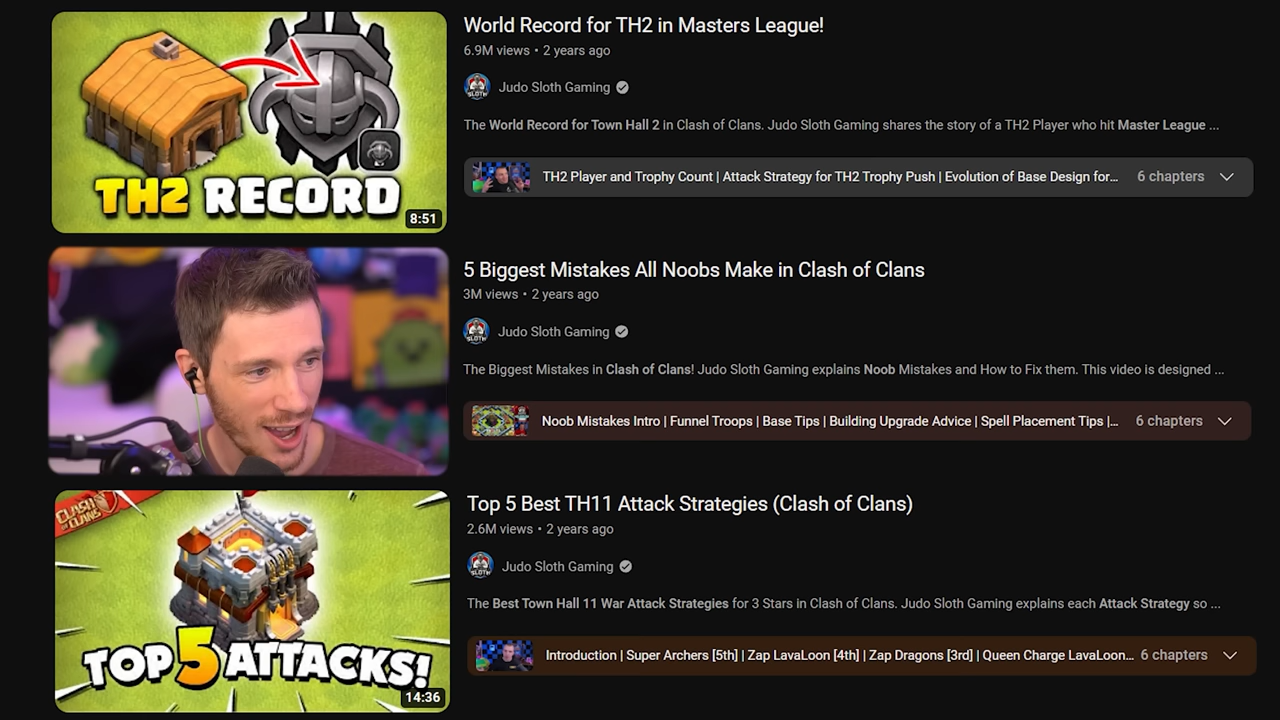 World Record for TH2 in Masters League!
6.9M views • 2 years ago
Judo Sloth Gaming
The World Record for Town Hall 2 in Clash of Clans. Judo Sloth Gaming shares the story of a TH2 Player who hit Master League ...
TH2 Player and Trophy Count | Attack Strategy for TH2 Trophy Push | Evolution of Base Design for... 6 chapters
TH2 RECORD
8:51
5 Biggest Mistakes All Noobs Make in Clash of Clans
3M views • 2 years ago
SLOTH
Judo Sloth Gaming
The Biggest Mistakes in Clash of Clans! Judo Sloth Gaming explains Noob Mistakes and How to Fix them. This video is designed ...
Noob Mistakes Intro | Funnel Troops | Base Tips | Building Upgrade Advice | Spell Placement Tips |... 6 chapters
CLASH OF CLANS
TOP 5 ATTACKS!
14:36
Top 5 Best TH11 Attack Strategies (Clash of Clans)
2.6M views • 2 years ago
SLOTH
Judo Sloth Gaming
The Best Town Hall 11 War Attack Strategies for 3 Stars in Clash of Clans. Judo Sloth Gaming explains each Attack Strategy so ...
Introduction | Super Archers [5th] | Zap LavaLoon [4th] | Zap Dragons [3rd] | Queen Charge LavaLoon... 6 chapters